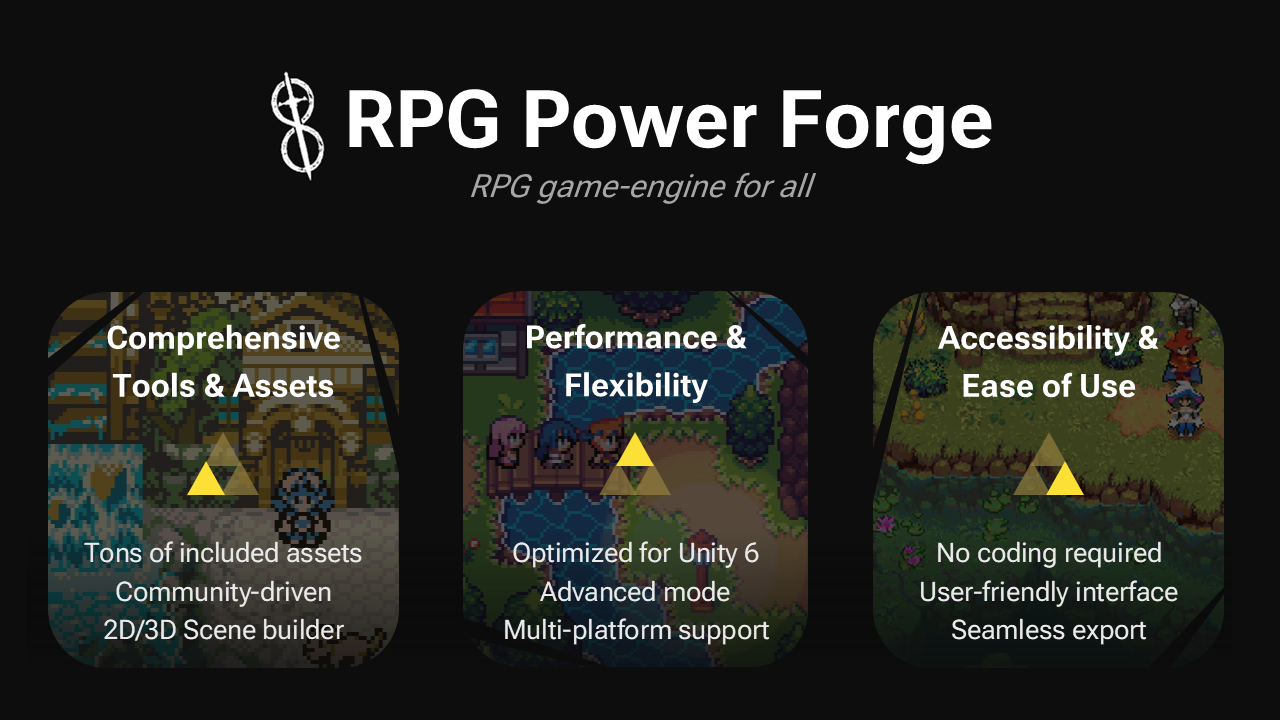 RPG Power Forge
RPG game-engine for all
Comprehensive
Tools & Assets
Tons of included assets
Community-driven
2D/3D Scene builder
Performance &
Flexibility
Optimized for Unity 6
Advanced mode
Multi-platform support
Accessibility &
Ease of Use
No coding required
User-friendly interface
Seamless export